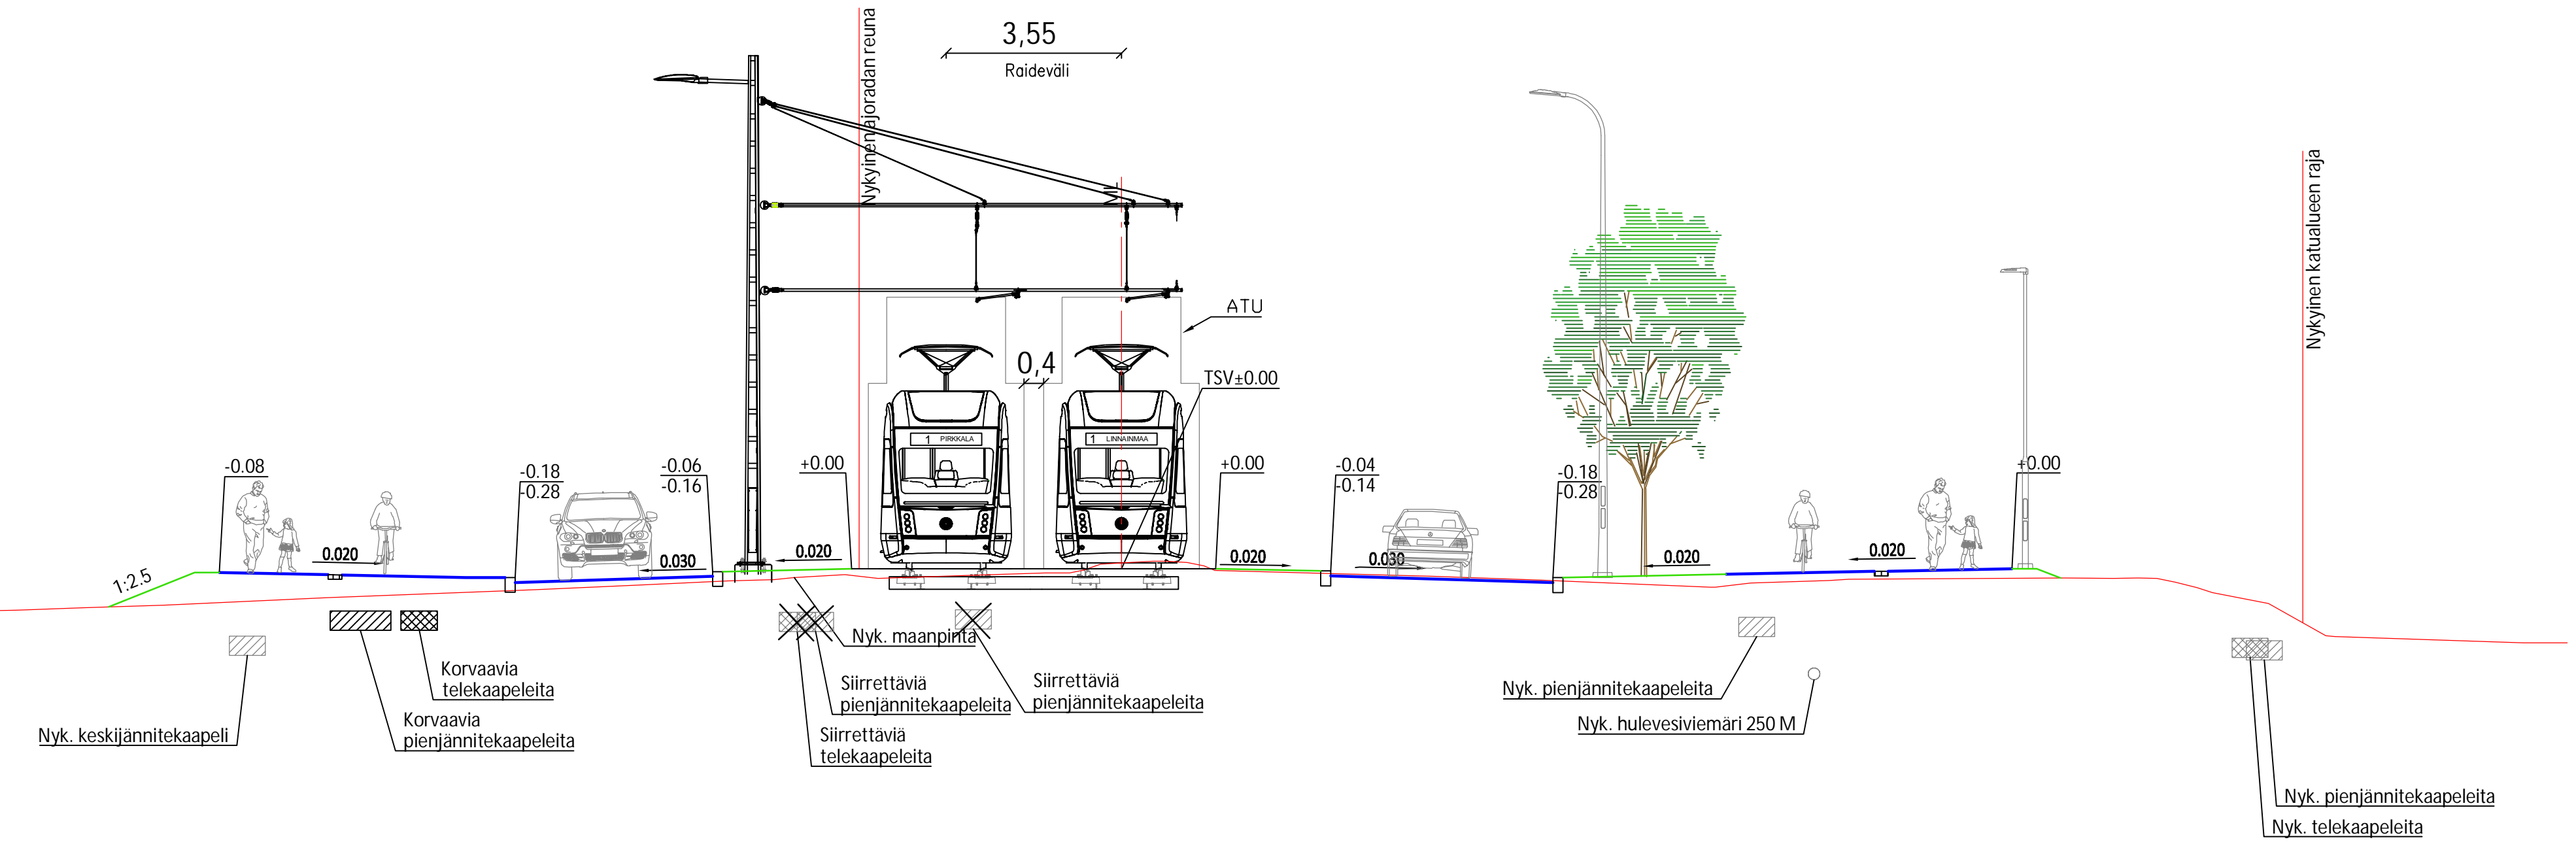 3,55
Raideväli
Nykyinen ajoradan reuna
Nykyinen katualueen raja
ML
ATU
0,4
TSV±0.00
1 PIRKKALA
1 LINNAINMAA
-0.08
-0.18
-0.28
-0.06
-0.16
+0.00
+0.00
-0.04
-0.14
-0.18
-0.28
+0.00
1:2.5
0.020
0.030
0.020
0.020
0.030
0.020
0.020
Nyk. maanpinta
Korvaavia
telekaapeleita
Korvaavia
pienjännitekaapeleita
Nyk. keskijännitekaapeli
Siirrettäviä
pienjännitekaapeleita
Siirrettäviä
telekaapeleita
Siirrettäviä
pienjännitekaapeleita
Nyk. pienjännitekaapeleita
Nyk. hulevesiviemäri 250 M
Nyk. pienjännitekaapeleita
Nyk. telekaapeleita